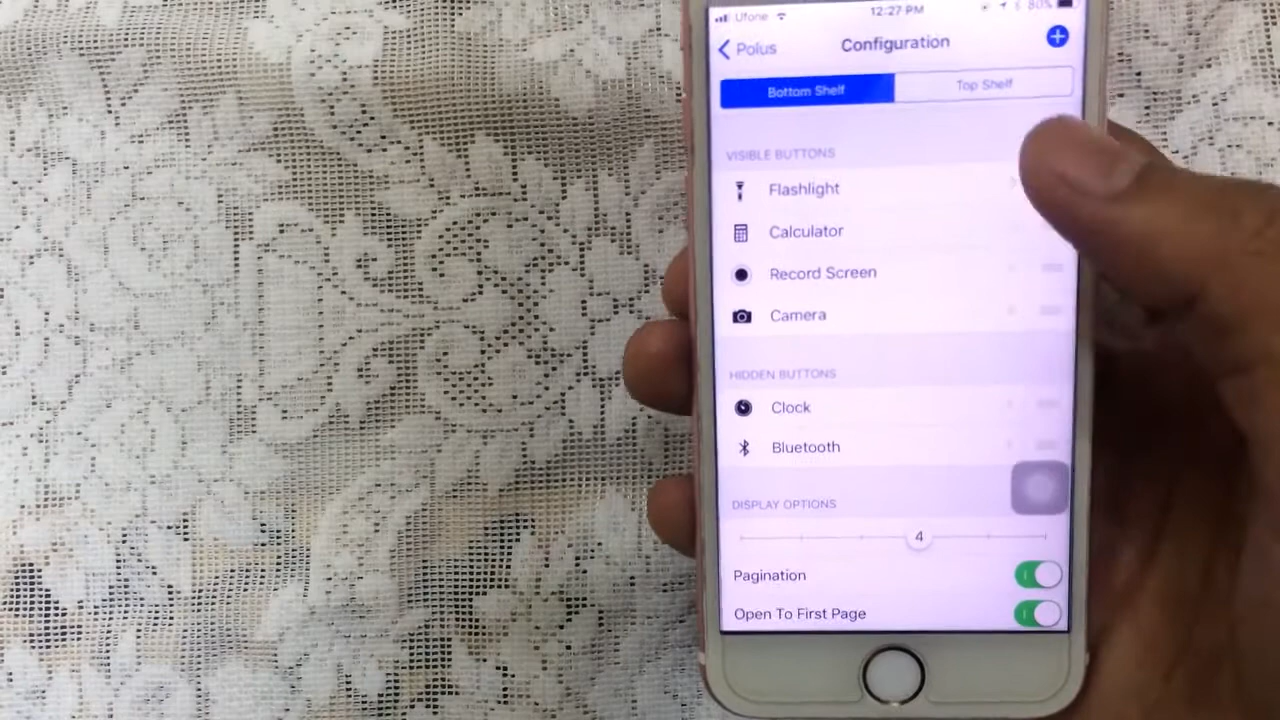 Ufone 12:27 PM 80%
Polus Configuration
Bottom Shelf Top Shelf
VISIBLE BUTTONS
Flashlight
Calculator
Record Screen
Camera
HIDDEN BUTTONS
Clock
Bluetooth
DISPLAY OPTIONS
4
Pagination
Open To First Page